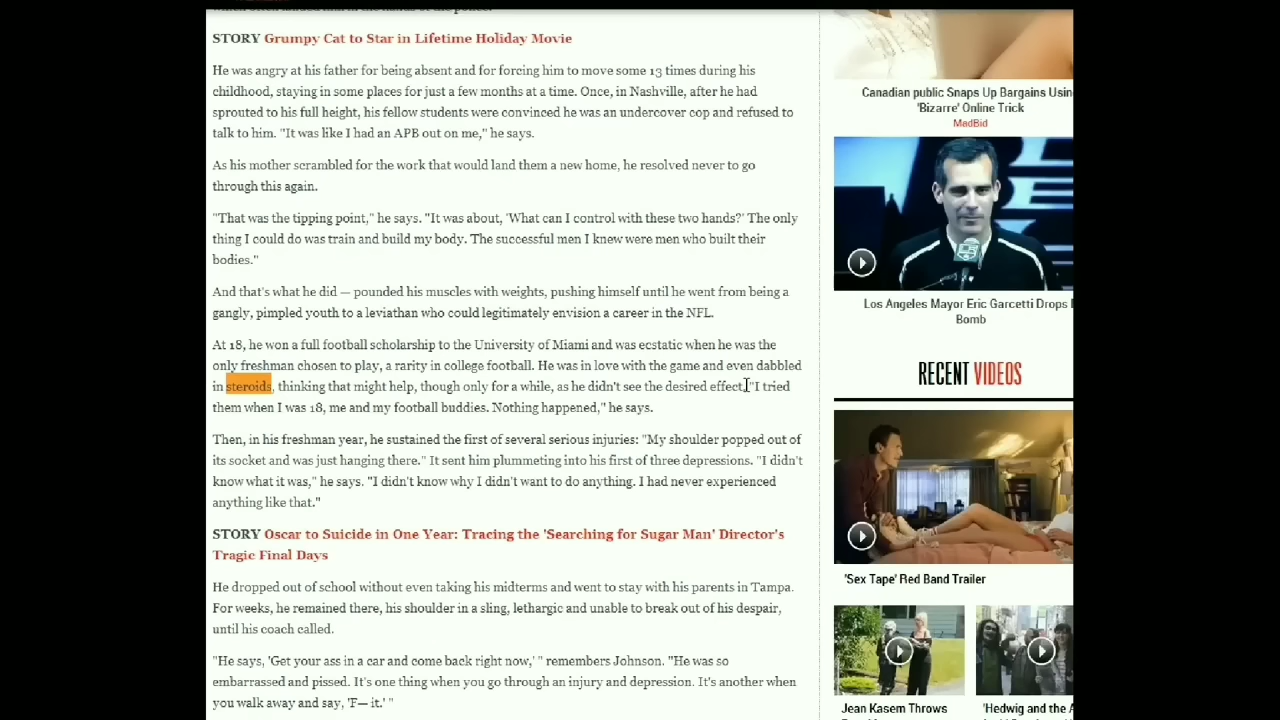 STORY Grumpy Cat to Star in Lifetime Holiday Movie
He was angry at his father for being absent and for forcing him to move some 13 times during his
childhood, staying in some places for just a few months at a time. Once, in Nashville, after he had
sprouted to his full height, his fellow students were convinced he was an undercover cop and refused to
talk to him. "It was like I had an APB out on me," he says.
As his mother scrambled for the work that would land them a new home, he resolved never to go
through this again.
"That was the tipping point," he says. "It was about, 'What can I control with these two hands?' The only
thing I could do was train and build my body. The successful men I knew were men who built their
bodies."
And that's what he did — pounded his muscles with weights, pushing himself until he went from being a
gangly, pimpled youth to a leviathan who could legitimately envision a career in the NFL.
At 18, he won a full football scholarship to the University of Miami and was ecstatic when he was the
only freshman chosen to play, a rarity in college football. He was in love with the game and even dabbled
in steroids, thinking that might help, though only for a while, as he didn't see the desired effect. "I tried
them when I was 18, me and my football buddies. Nothing happened," he says.
Then, in his freshman year, he sustained the first of several serious injuries: "My shoulder popped out of
its socket and was just hanging there." It sent him plummeting into his first of three depressions. "I didn't
know what it was," he says. "I didn't know why I didn't want to do anything. I had never experienced
anything like that."
STORY Oscar to Suicide in One Year: Tracing the 'Searching for Sugar Man' Director's
Tragic Final Days
He dropped out of school without even taking his midterms and went to stay with his parents in Tampa.
For weeks, he remained there, his shoulder in a sling, lethargic and unable to break out of his despair,
until his coach called.
"He says, 'Get your ass in a car and come back right now,' " remembers Johnson. "He was so
embarrassed and pissed. It's one thing when you go through an injury and depression. It's another when
you walk away and say, 'F— it.' "
Canadian public Snaps Up Bargains Usin
'Bizarre' Online Trick
MadBid
Los Angeles Mayor Eric Garcetti Drops
Bomb
RECENT VIDEOS
'Sex Tape' Red Band Trailer
Jean Kasem Throws
'Hedwig and the A